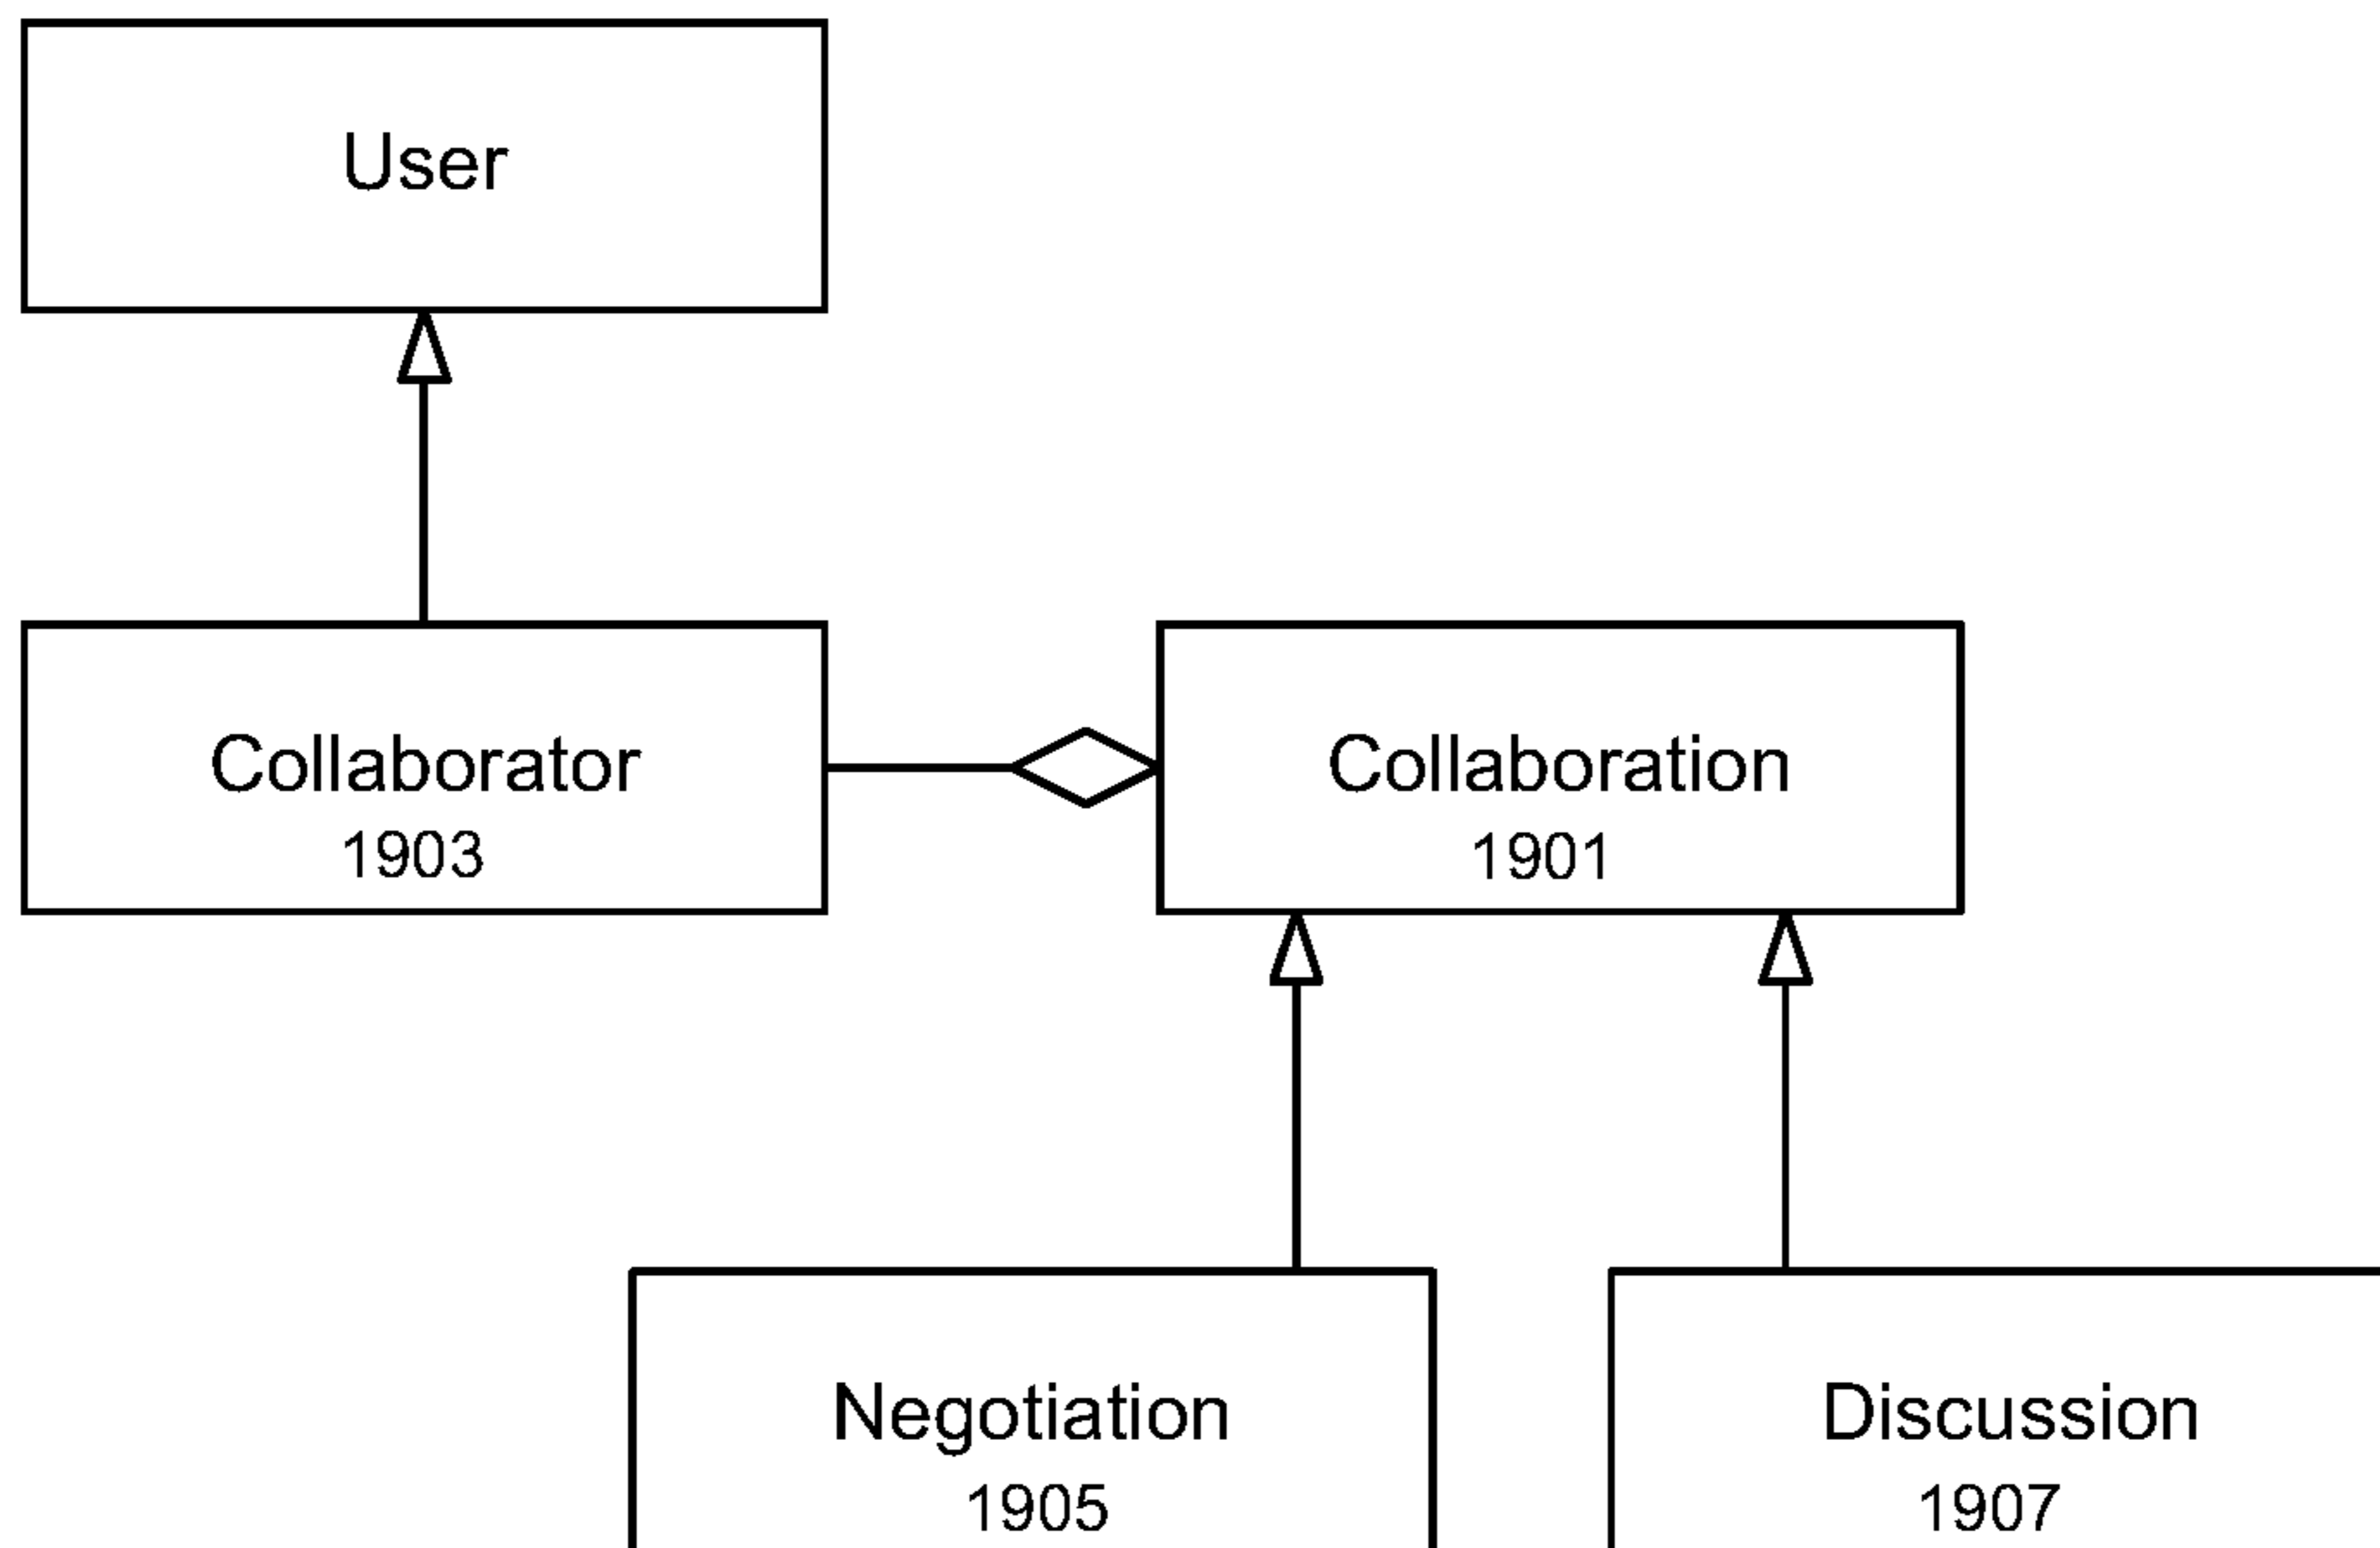 User
Collaborator
1903
Collaboration
1901
Negotiation
1905
Discussion
1907